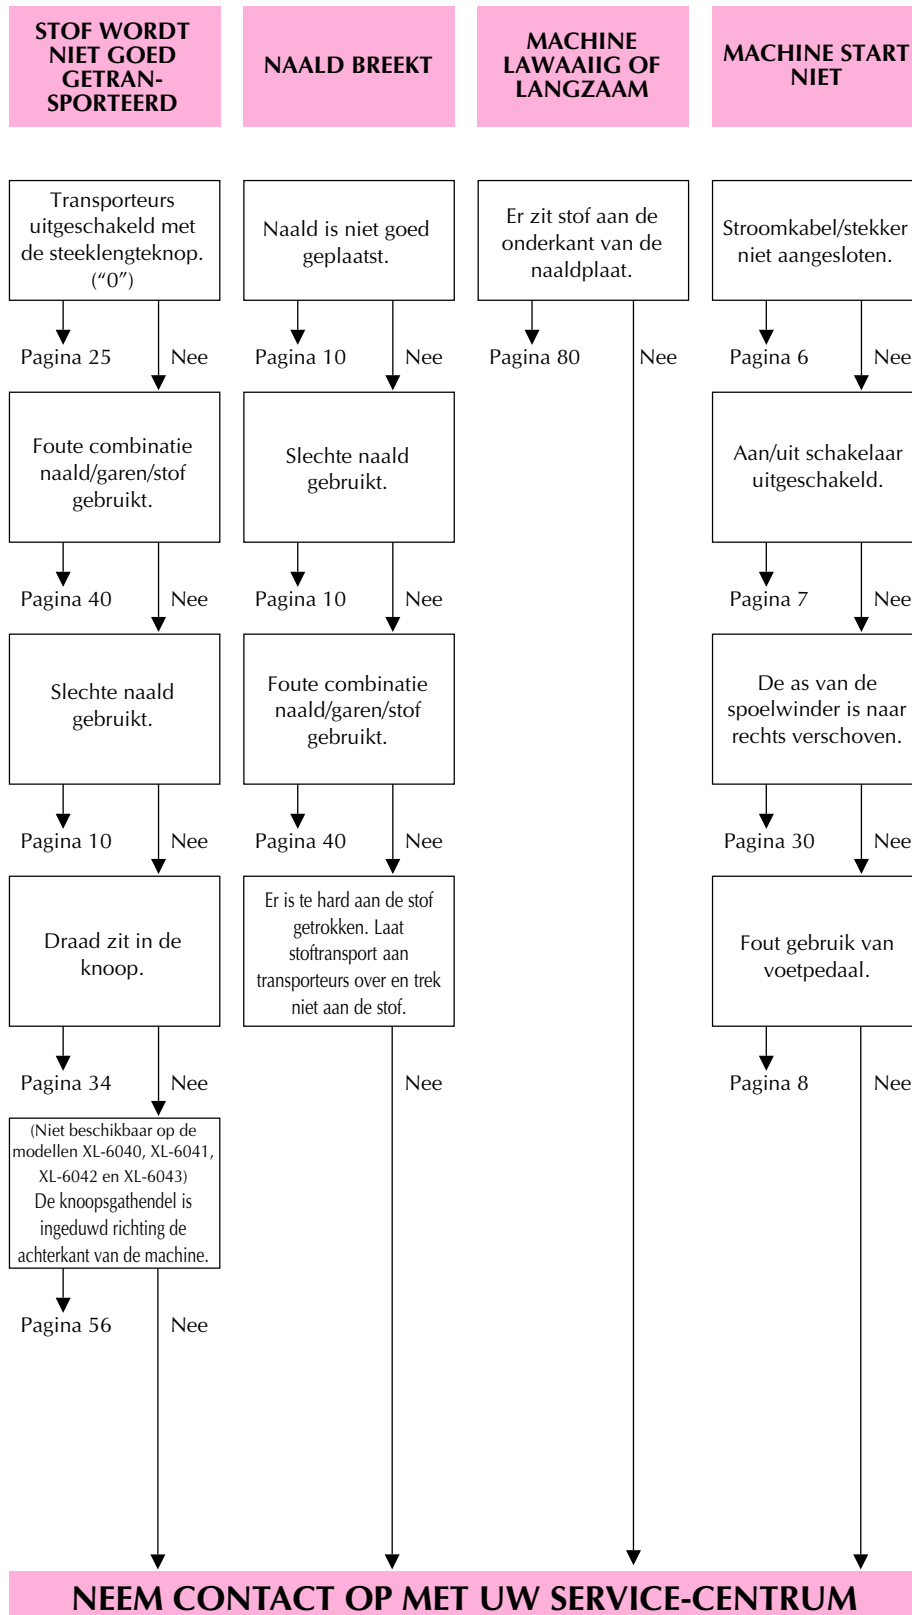 STOF WORDT
NIET GOED
GETRAN-
SPORTEERD
Transporteurs
uitgeschakeld met
de steeklengteknop.
(“0”)
Pagina 25
Nee
Foute combinatie
naald/garen/stof
gebruikt.
Pagina 40
Nee
Slechte naald
gebruikt.
Pagina 10
Nee
Draad zit in de
knoop.
Pagina 34
Nee
(Niet beschikbaar op de
modellen XL-6040, XL-6041,
XL-6042 en XL-6043)
De knoopsgathendel is
ingeduwd richting de
achterkant van de machine.
Pagina 56
Nee
NAALD BREEKT
Naald is niet goed
geplaatst.
Pagina 10
Nee
Slechte naald
gebruikt.
Pagina 10
Nee
Foute combinatie
naald/garen/stof
gebruikt.
Pagina 40
Nee
Er is te hard aan de stof
getrokken. Laat
stoftransport aan
transporteurs over en trek
niet aan de stof.
Nee
MACHINE
LAWAAIIG OF
LANGZAAM
Er zit stof aan de
onderkant van de
naaldplaat.
Pagina 80
Nee
MACHINE START
NIET
Stroomkabel/stekker
niet aangesloten.
Pagina 6
Nee
Aan/uit schakelaar
uitgeschakeld.
Pagina 7
Nee
De as van de
spoelwinder is naar
rechts verschoven.
Pagina 30
Nee
Fout gebruik van
voetpedaal.
Pagina 8
Nee
NEEM CONTACT OP MET UW SERVICE-CENTRUM